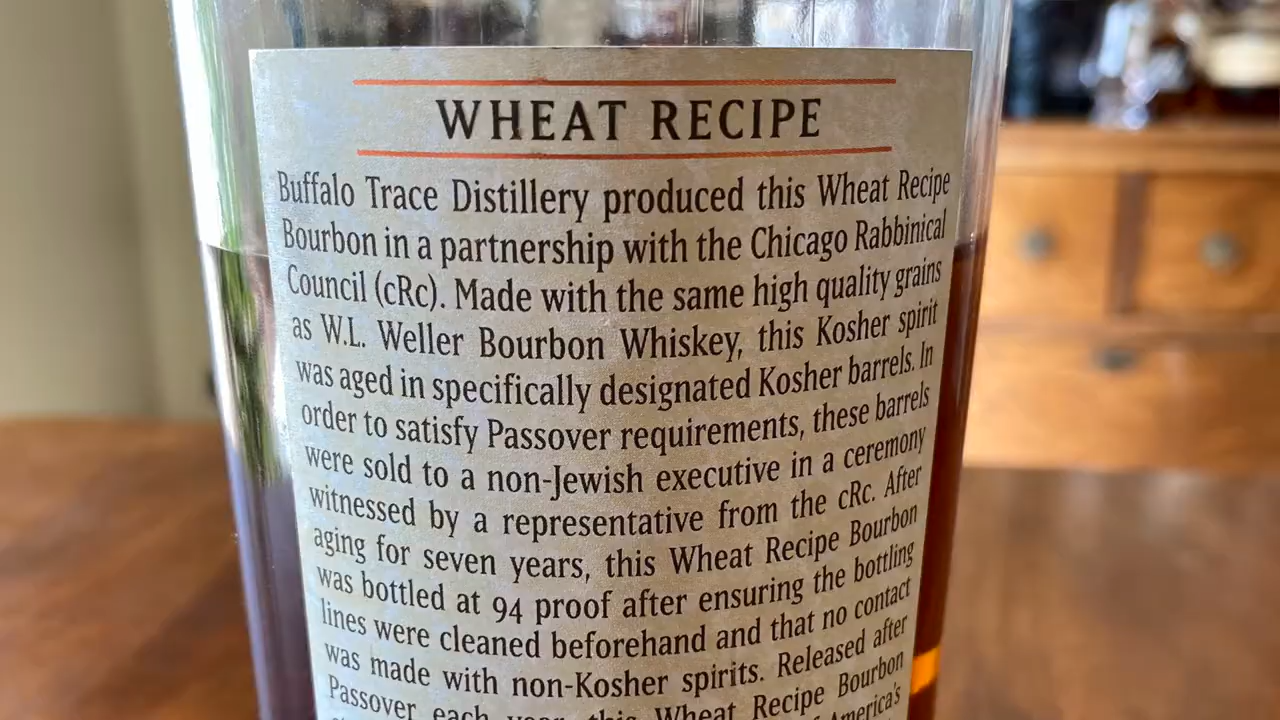 WHEAT RECIPE
Buffalo Trace Distillery produced this Wheat Recipe
Bourbon in a partnership with the Chicago Rabbinical
Council (cRc). Made with the same high quality grains
as W.L. Weller Bourbon Whiskey, this Kosher spirit
was aged in specifically designated Kosher barrels. In
order to satisfy Passover requirements, these barrels
were sold to a non-Jewish executive in a ceremony
witnessed by a representative from the cRc. After
aging for seven years, this Wheat Recipe Bourbon
was bottled at 94 proof after ensuring the bottling
lines were cleaned beforehand and that no contact
was made with non-Kosher spirits. Released after
Passover each year, this Wheat Recipe Bourbon
America's